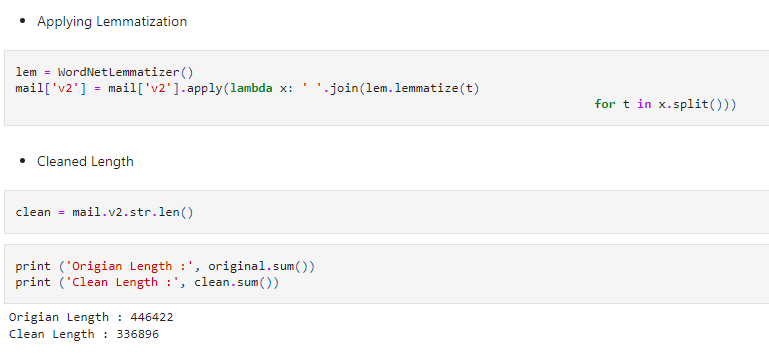 • Applying Lemmatization
lem = WordNetLemmatizer()
mail['v2'] = mail['v2'].apply(lambda x: ' '.join(lem.lemmatize(t)
for t in x.split()))
• Cleaned Length
clean = mail.v2.str.len()
print ('Origian Length :', original.sum())
print ('Clean Length :', clean.sum())
Origian Length : 446422
Clean Length : 336896